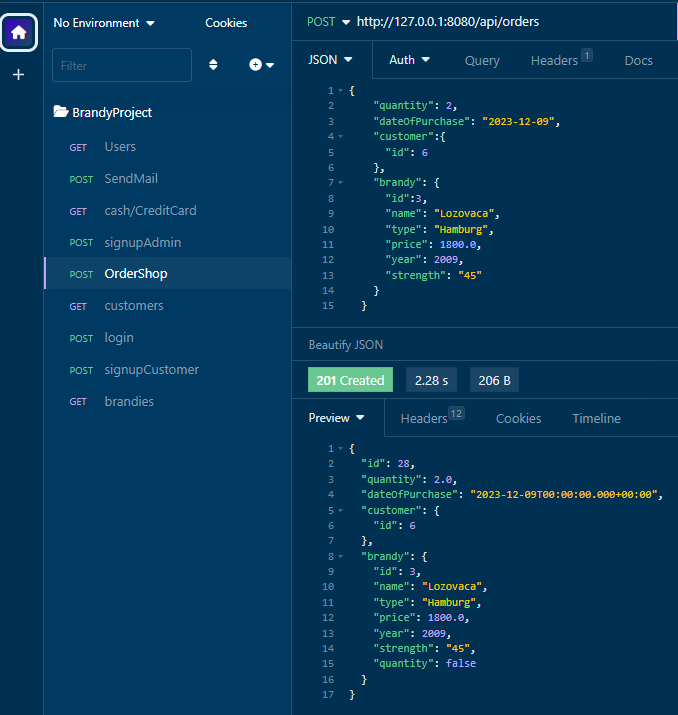 No Environment
Cookies
Filter
BrandyProject
GET Users
POST SendMail
GET cash/CreditCard
POST signupAdmin
POST OrderShop
GET customers
POST login
POST signupCustomer
GET brandies
POST http://127.0.0.1:8080/api/orders
JSON Auth Query Headers 1 Docs
1 {
2 "quantity": 2,
3 "dateOfPurchase": "2023-12-09",
4 "customer":{
5 "id": 6
6 },
7 "brandy": {
8 "id":3,
9 "name": "Lozovaca",
10 "type": "Hamburg",
11 "price": 1800.0,
12 "year": 2009,
13 "strength": "45"
14 }
15 }
Beautify JSON
201 Created 2.28 s 206 B
Preview Headers 12 Cookies Timeline
1 {
2 "id": 28,
3 "quantity": 2.0,
4 "dateOfPurchase": "2023-12-09T00:00:00.000+00:00",
5 "customer": {
6 "id": 6
7 },
8 "brandy": {
9 "id": 3,
10 "name": "Lozovaca",
11 "type": "Hamburg",
12 "price": 1800.0,
13 "year": 2009,
14 "strength": "45",
15 "quantity": false
16 }
17 }